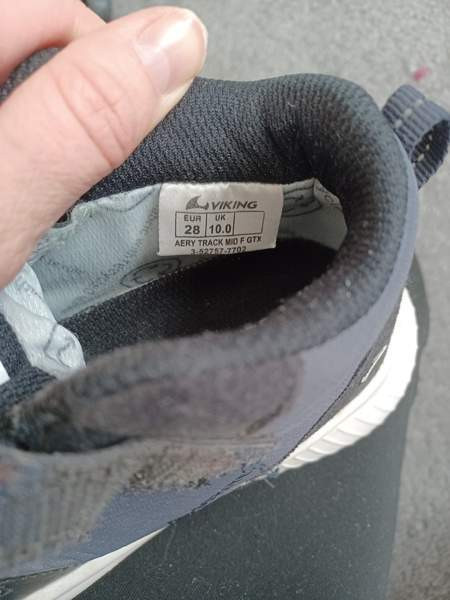 VIKING
EUR UK
28 10.0
AERY TRACK MID F GTX
3-52757-7702